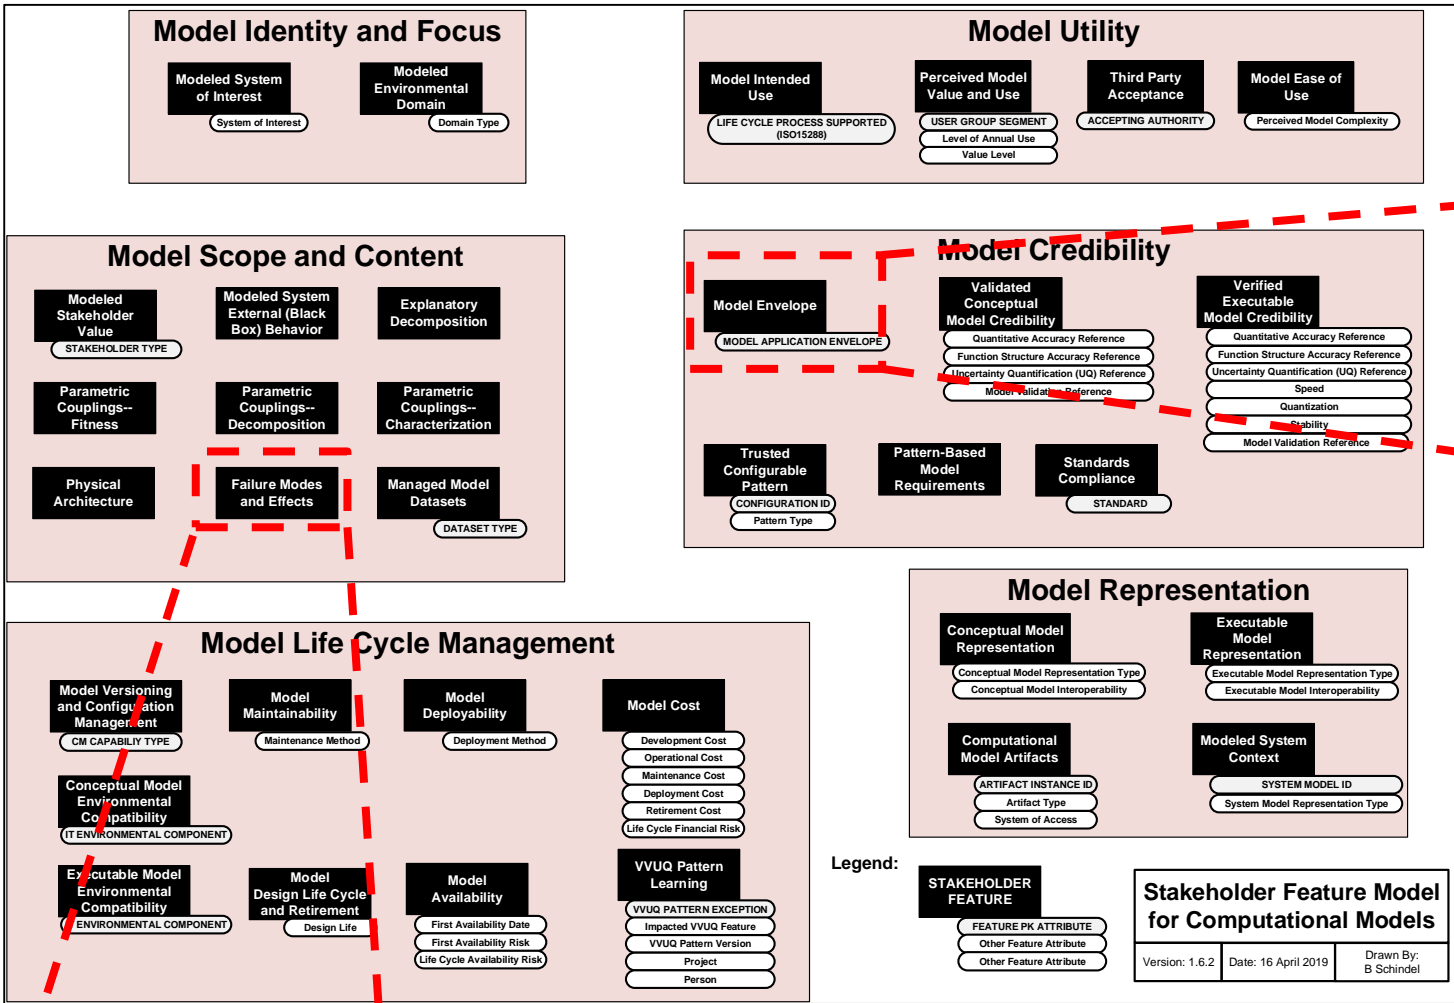 Model Identity and Focus
Modeled System
of Interest
System of Interest
Modeled
Environmental
Domain
Domain Type
Model Utility
Model Intended
Use
LIFE CYCLE PROCESS SUPPORTED
(ISO15288)
Perceived Model
Value and Use
USER GROUP SEGMENT
Level of Annual Use
Value Level
Third Party
Acceptance
ACCEPTING AUTHORITY
Model Ease of
Use
Perceived Model Complexity
Model Scope and Content
Modeled
Stakeholder
Value
STAKEHOLDER TYPE
Modeled System
External (Black
Box) Behavior
Explanatory
Decomposition
Parametric
Couplings--
Fitness
Parametric
Couplings--
Decomposition
Parametric
Couplings--
Characterization
Physical
Architecture
Failure Modes
and Effects
Managed Model
Datasets
DATASET TYPE
Model Credibility
Model Envelope
MODEL APPLICATION ENVELOPE
Validated
Conceptual
Model Credibility
Quantitative Accuracy Reference
Function Structure Accuracy Reference
Uncertainty Quantification (UQ) Reference
Model Validation Reference
Verified
Executable
Model Credibility
Quantitative Accuracy Reference
Function Structure Accuracy Reference
Uncertainty Quantification (UQ) Reference
Speed
Quantization
Stability
Model Validation Reference
Trusted
Configurable
Pattern
CONFIGURATION ID
Pattern Type
Pattern-Based
Model
Requirements
Standards
Compliance
STANDARD
Model Life Cycle Management
Model Versioning
and Configuration
Management
CM CAPABILIY TYPE
Model
Maintainability
Maintenance Method
Model
Deployability
Deployment Method
Model Cost
Development Cost
Operational Cost
Maintenance Cost
Deployment Cost
Retirement Cost
Life Cycle Financial Risk
Conceptual Model
Environmental
Compatibility
IT ENVIRONMENTAL COMPONENT
Executable Model
Environmental
Compatibility
ENVIRONMENTAL COMPONENT
Model
Design Life Cycle
and Retirement
Design Life
Model
Availability
First Availability Date
First Availability Risk
Life Cycle Availability Risk
VVUQ Pattern
Learning
VVUQ PATTERN EXCEPTION
Impacted VVUQ Feature
VVUQ Pattern Version
Project
Person
Model Representation
Conceptual Model
Representation
Conceptual Model Representation Type
Conceptual Model Interoperability
Executable
Model
Representation
Executable Model Representation Type
Executable Model Interoperability
Computational
Model Artifacts
ARTIFACT INSTANCE ID
Artifact Type
System of Access
Modeled System
Context
SYSTEM MODEL ID
System Model Representation Type
Legend:
STAKEHOLDER
FEATURE
FEATURE PK ATTRIBUTE
Other Feature Attribute
Other Feature Attribute
Stakeholder Feature Model
for Computational Models
Version: 1.6.2
Date: 16 April 2019
Drawn By:
B Schindel